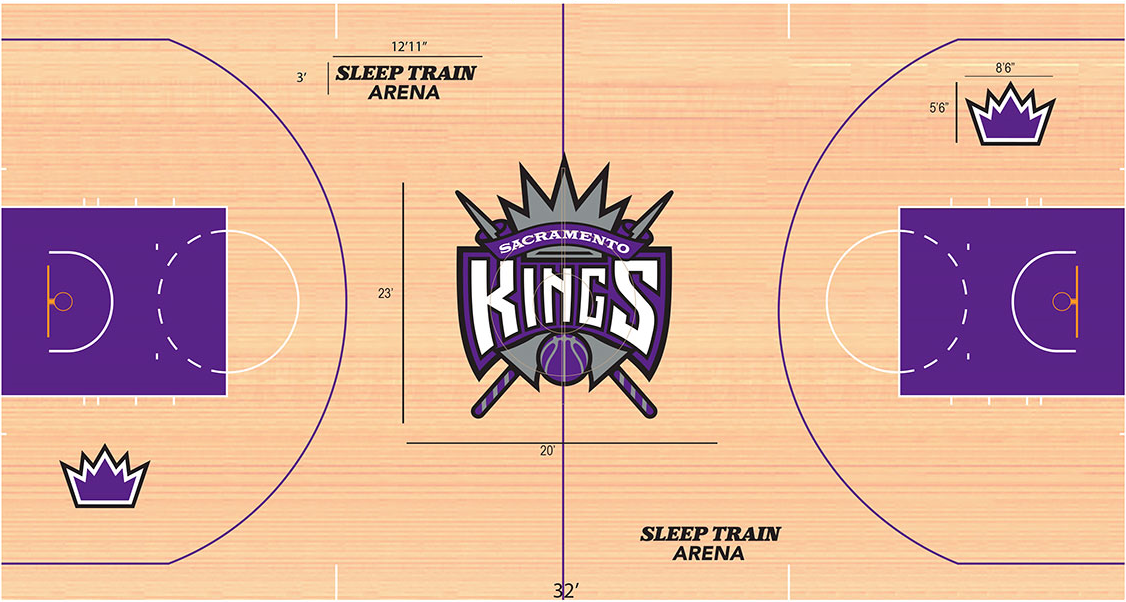 12'11"
3'
SLEEP TRAIN
ARENA
8'6"
5'6"
SACRAMENTO
KINGS
23'
20'
SLEEP TRAIN
ARENA
32'